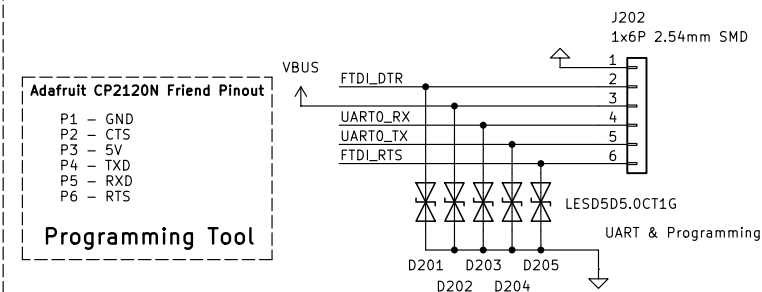 J202
1x6P 2.54mm SMD
VBUS
FTDI_DTR
UART0_RX
UART0_TX
FTDI_RTS
1
2
3
4
5
6
Adafruit CP2120N Friend Pinout
P1 – GND
P2 – CTS
P3 – 5V
P4 – TXD
P5 – RXD
P6 – RTS
Programming Tool
LESD5D5.0CT1G
UART & Programming
D201 D203 D205
D202 D204